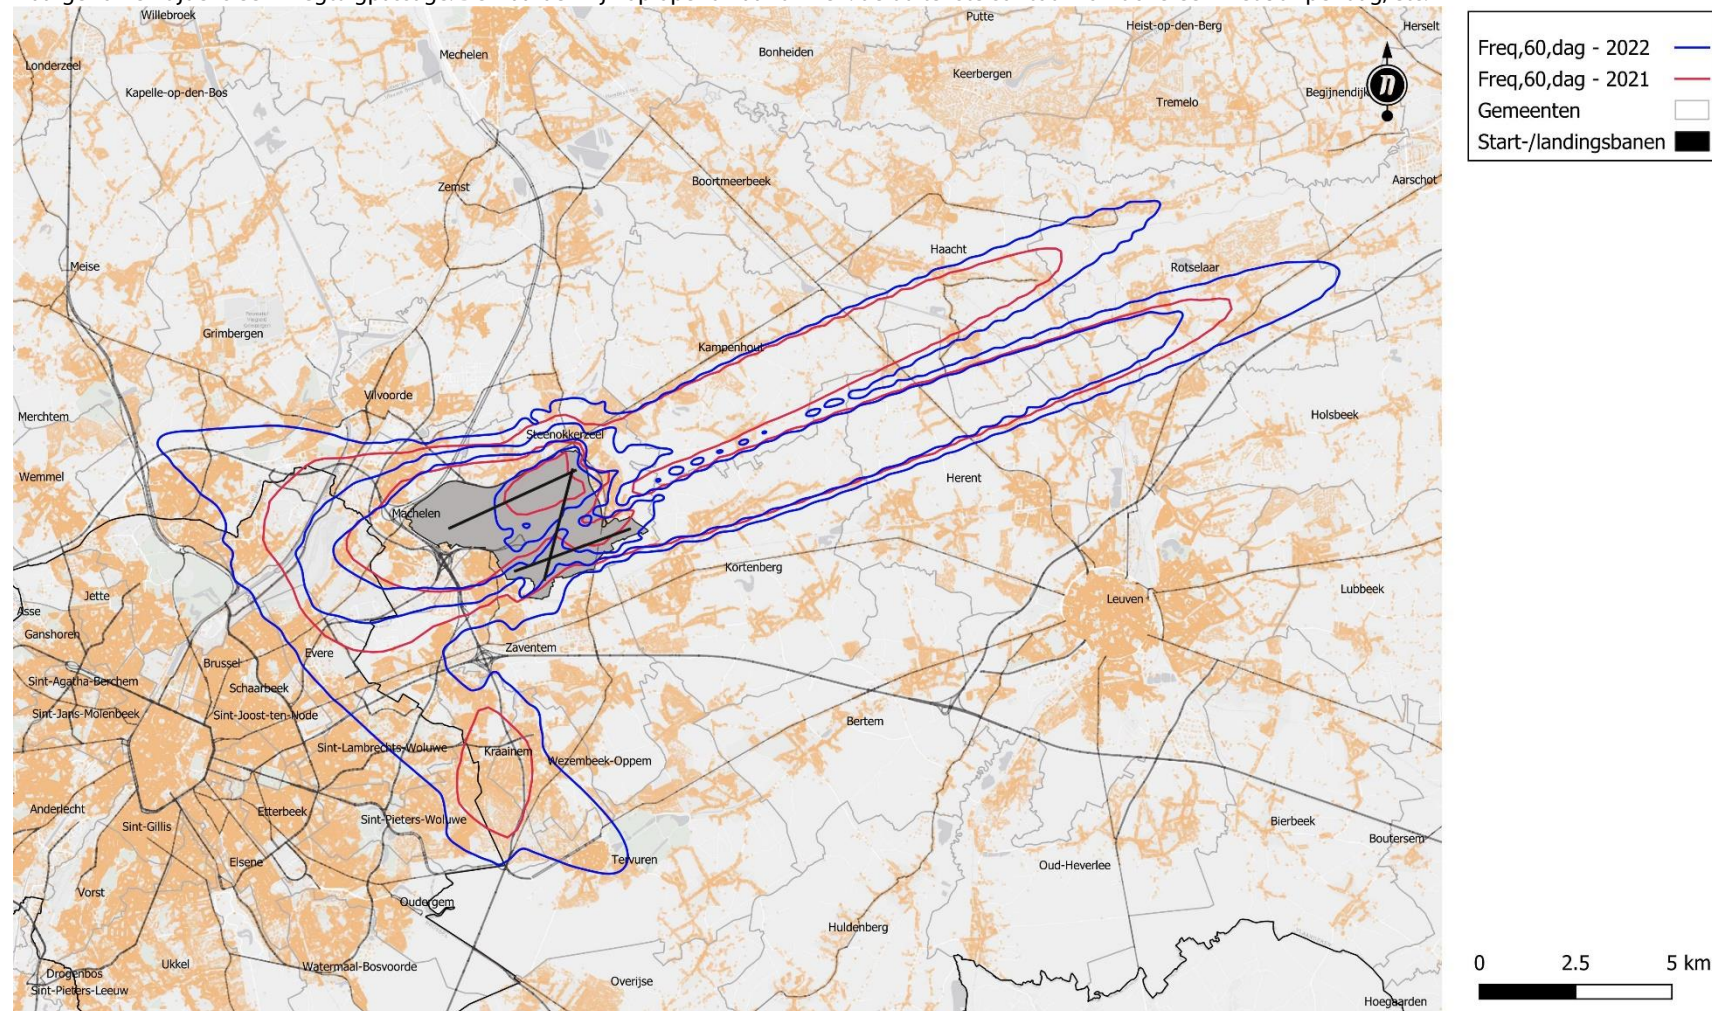 Willebroek
Putte
Heist-op-den-Berg
Herselt
Londerzeel
Mechelen
Bonheiden
Keerbergen
Kapelle-op-den-Bos
Tremelo
Begijnendijk
Zemst
Boortmeerbeek
Aarschot
Meise
Haacht
Rotselaar
Grimbergen
Kampenhout
Vilvoorde
Merchtem
Holsbeek
Steenokkerzeel
Wemmel
Herent
Machelen
Kortenberg
Lubbeek
Jette
Leuven
Asse
Ganshoren
Zaventem
Evere
Brussel
Sint-Agatha-Berchem
Schaarbeek
Sint-Jans-Molenbeek
Sint-Joost-ten-Node
Bertem
Sint-Lambrechts-Woluwe
Kraainem
Wezembeek-Oppem
Anderlecht
Etterbeek
Sint-Pieters-Woluwe
Sint-Gillis
Bierbeek
Boutersem
Elsene
Tervuren
Oud-Heverlee
Vorst
Oudergem
Huldenberg
Ukkel
Watermaal-Bosvoorde
Drogenbos
Overijse
Sint-Pieters-Leeuw
Hoegaarden
n
Freq,60,dag - 2022
Freq,60,dag - 2021
Gemeenten
Start-/landingsbanen
0 2.5 5 km